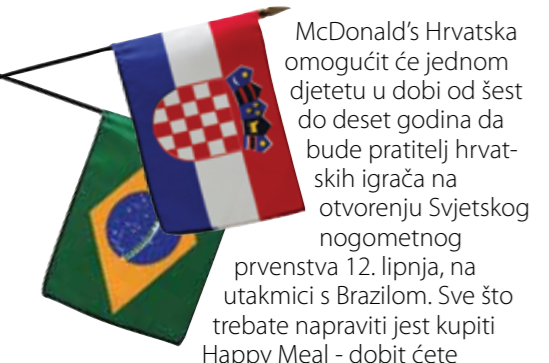 McDonald’s Hrvatska
omogućit će jednom
djetetu u dobi od šest
do deset godina da
bude pratitelj hrvat-
skih igrača na
otvorenju Svjetskog
nogometnog
prvenstva 12. lipnja, na
utakmici s Brazilom. Sve što
trebate napraviti jest kupiti
Happy Meal - dobit ćete